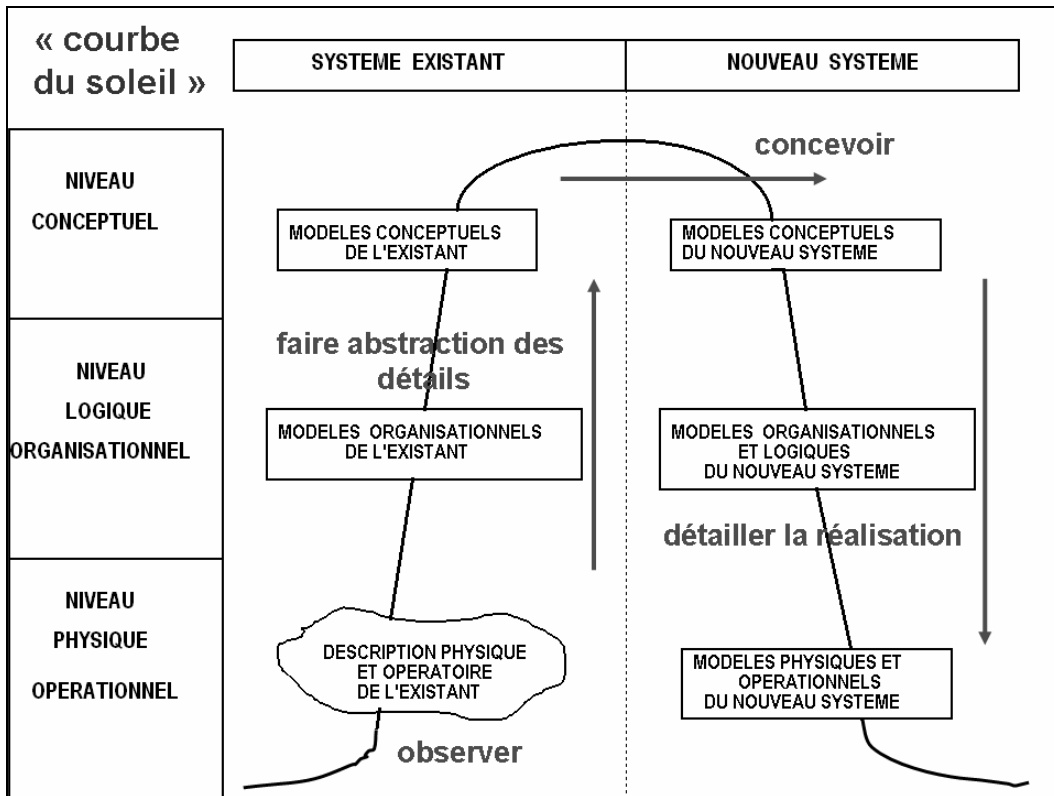 « courbe
du soleil »
SYSTEME EXISTANT
NOUVEAU SYSTEME
NIVEAU
CONCEPTUEL
concevoir
MODELES CONCEPTUELS
DE L'EXISTANT
MODELES CONCEPTUELS
DU NOUVEAU SYSTEME
faire abstraction des
détails
NIVEAU
LOGIQUE
ORGANISATIONNEL
MODELES ORGANISATIONNELS
DE L'EXISTANT
MODELES ORGANISATIONNELS
ET LOGIQUES
DU NOUVEAU SYSTEME
détailler la réalisation
NIVEAU
PHYSIQUE
OPERATIONNEL
DESCRIPTION PHYSIQUE
ET OPERATOIRE
DE L'EXISTANT
MODELES PHYSIQUES ET
OPERATIONNELS
DU NOUVEAU SYSTEME
observer